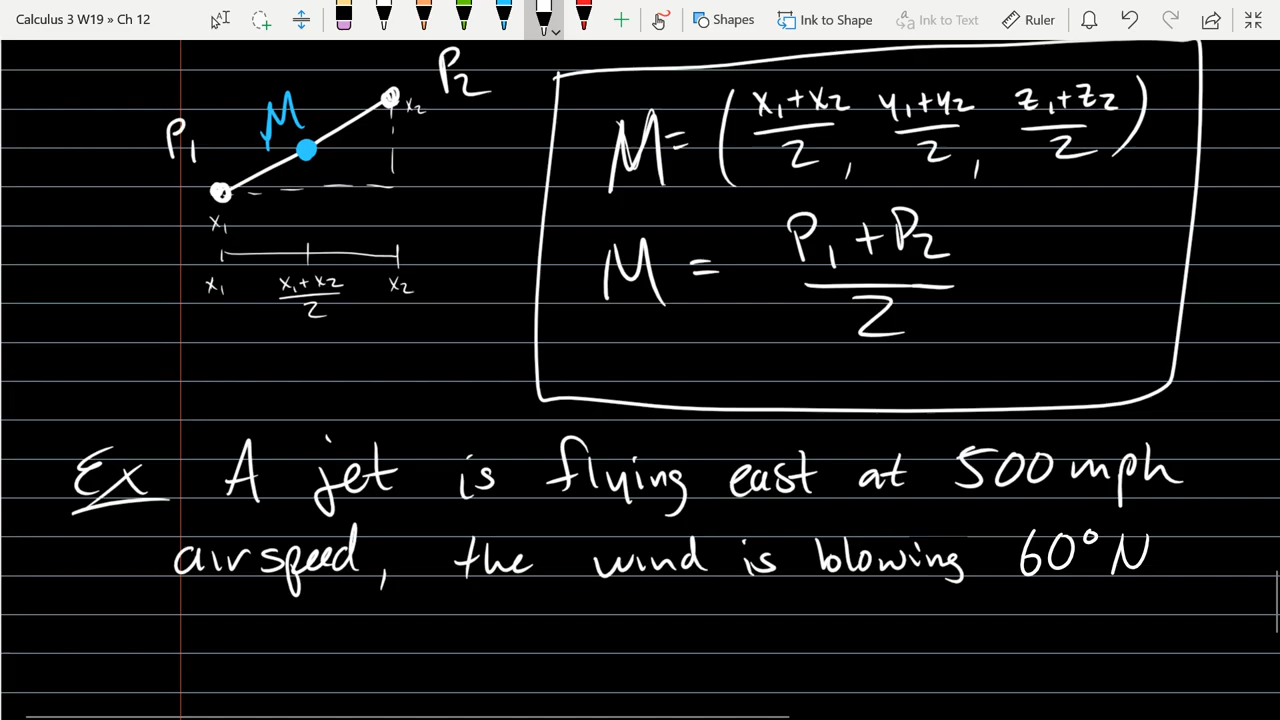 Calculus 3 W19 » Ch 12
Shapes
Ink to Shape
Ink to Text
Ruler
P₂
x₂
M
P₁
x₁
x₁ (x₁+x₂)/2 x₂
M = ( (x₁+x₂)/2 , (y₁+y₂)/2 , (z₁+z₂)/2 )
M = (P₁+P₂)/2
Ex A jet is flying east at 500 mph
airspeed, the wind is blowing 60° N